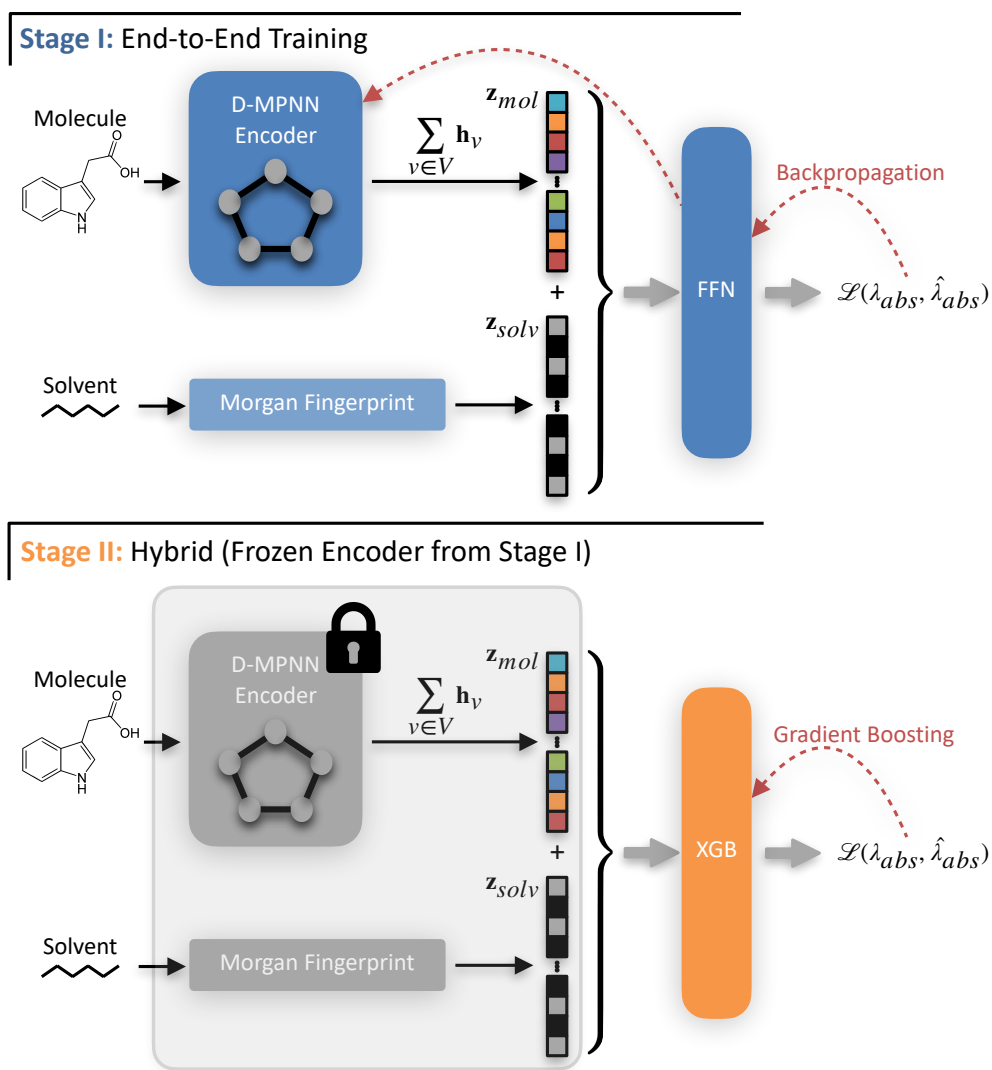 Stage I: End-to-End Training
Molecule
O
OH
N
H
D-MPNN
Encoder
∑ h_v
v∈V
z_mol
+
z_solv
Solvent
Morgan Fingerprint
FFN
Backpropagation
ℒ(λ_abs, λ̂_abs)
Stage II: Hybrid (Frozen Encoder from Stage I)
Molecule
O
OH
N
H
D-MPNN
Encoder
∑ h_v
v∈V
z_mol
+
z_solv
Solvent
Morgan Fingerprint
XGB
Gradient Boosting
ℒ(λ_abs, λ̂_abs)